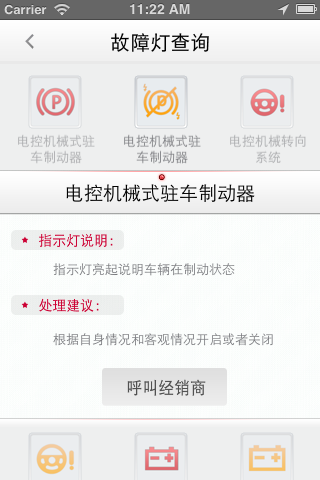 Carrier 11:22 AM
故障灯查询
电控机械式驻
车制动器
电控机械式驻
车制动器
电控机械转向
系统
电控机械式驻车制动器
指示灯说明：
指示灯亮起说明车辆在制动状态
处理建议：
根据自身情况和客观情况开启或者关闭
呼叫经销商